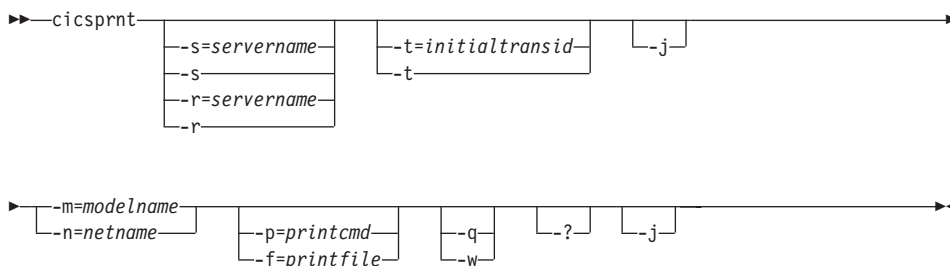 cicsprnt
-s=servername
-s
-r=servername
-r
-t=initialtransid
-t
-j
-m=modelname
-n=netname
-p=printcmd
-f=printfile
-q
-w
-?
-j